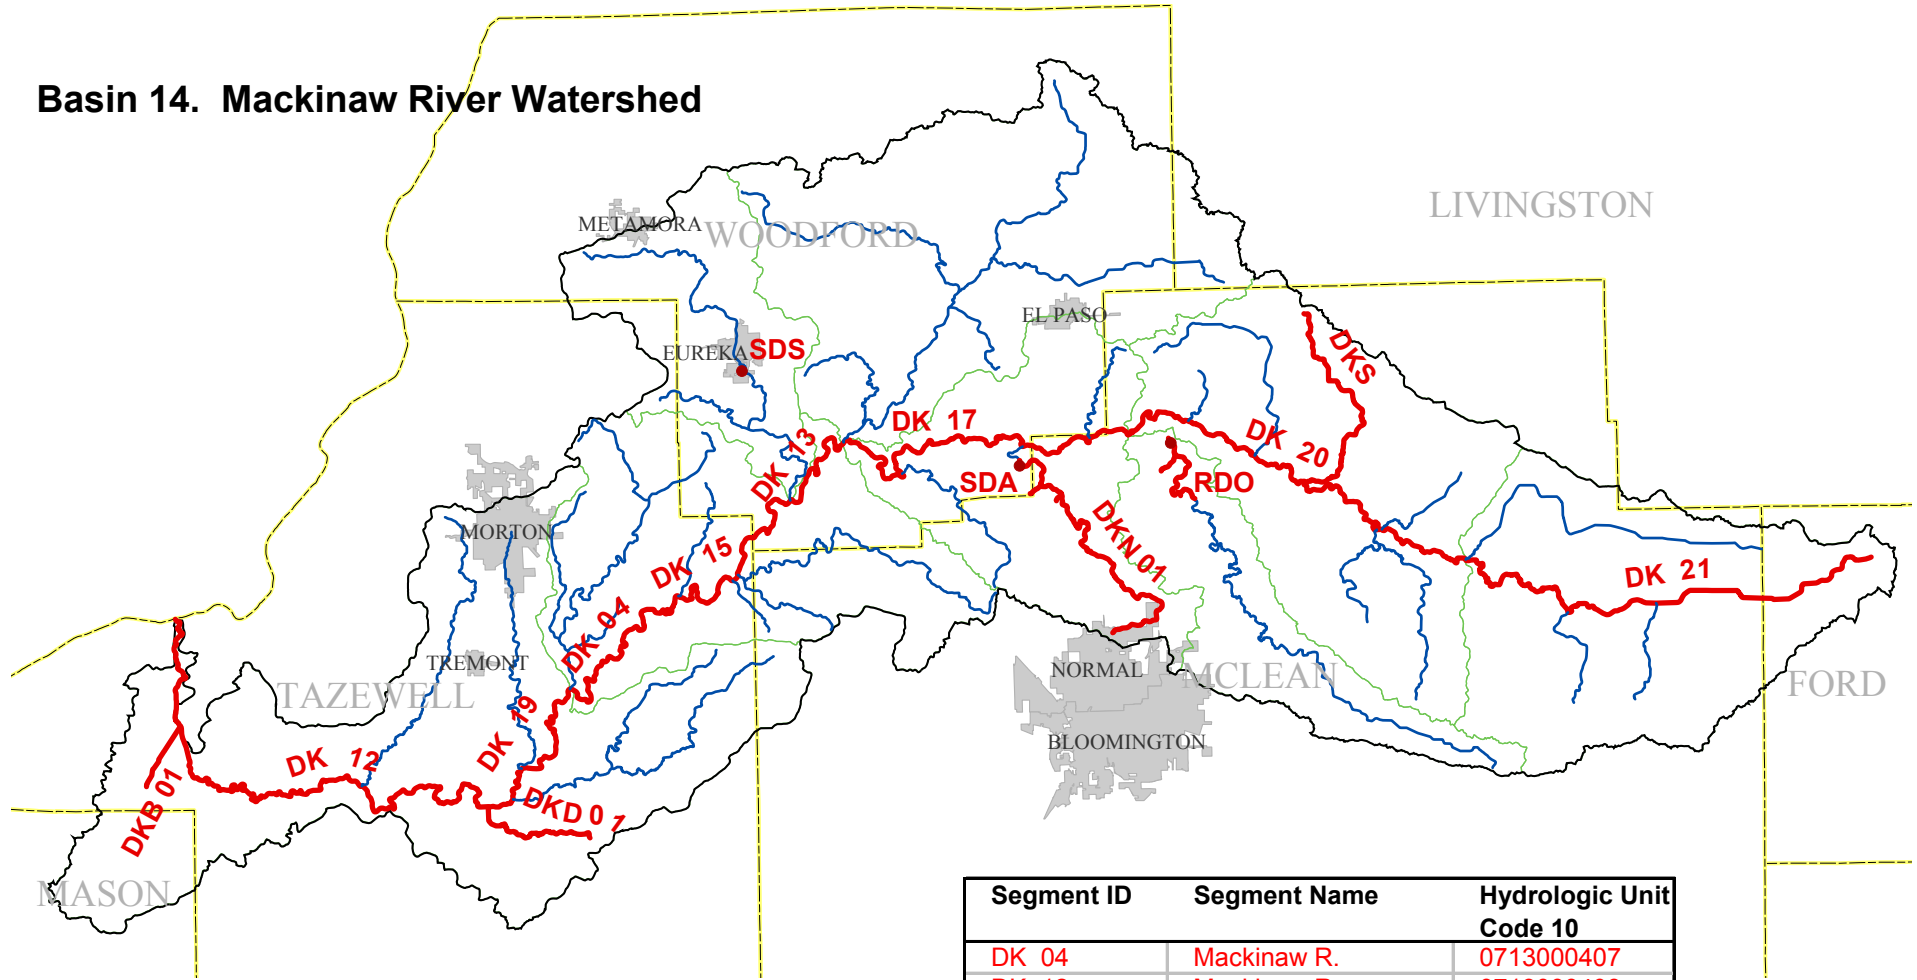 Basin 14. Mackinaw River Watershed
LIVINGSTON
METAMORA
WOODFORD
EL PASO
EUREKA
SDS
DKS
DK 17
DK 20
DK 13
SDA
RDO
DKN 01
MORTON
DK 15
DK 21
DK 04
TREMONT
NORMAL
MCLEAN
FORD
TAZEWELL
DK 19
BLOOMINGTON
DK 12
DKB 01
DKD 01
MASON
Segment ID Segment Name Hydrologic Unit
Code 10
DK 04 Mackinaw R. 0713000407